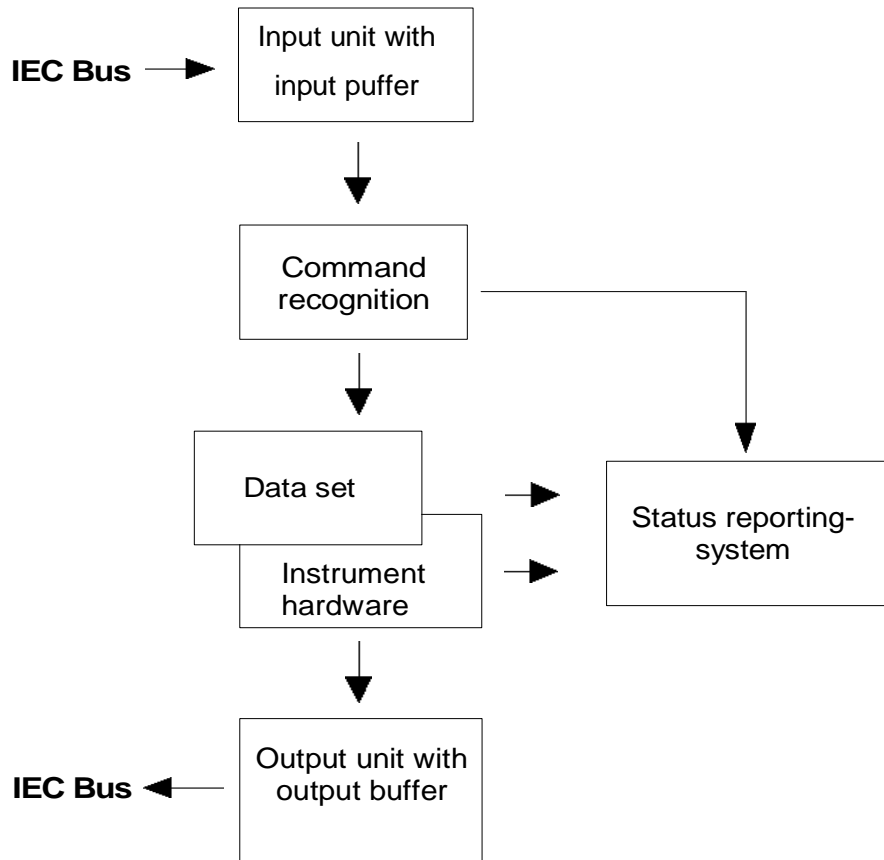 Input unit with
input puffer
IEC Bus
Command
recognition
Data set
Instrument
hardware
Status reporting-
system
Output unit with
output buffer
IEC Bus